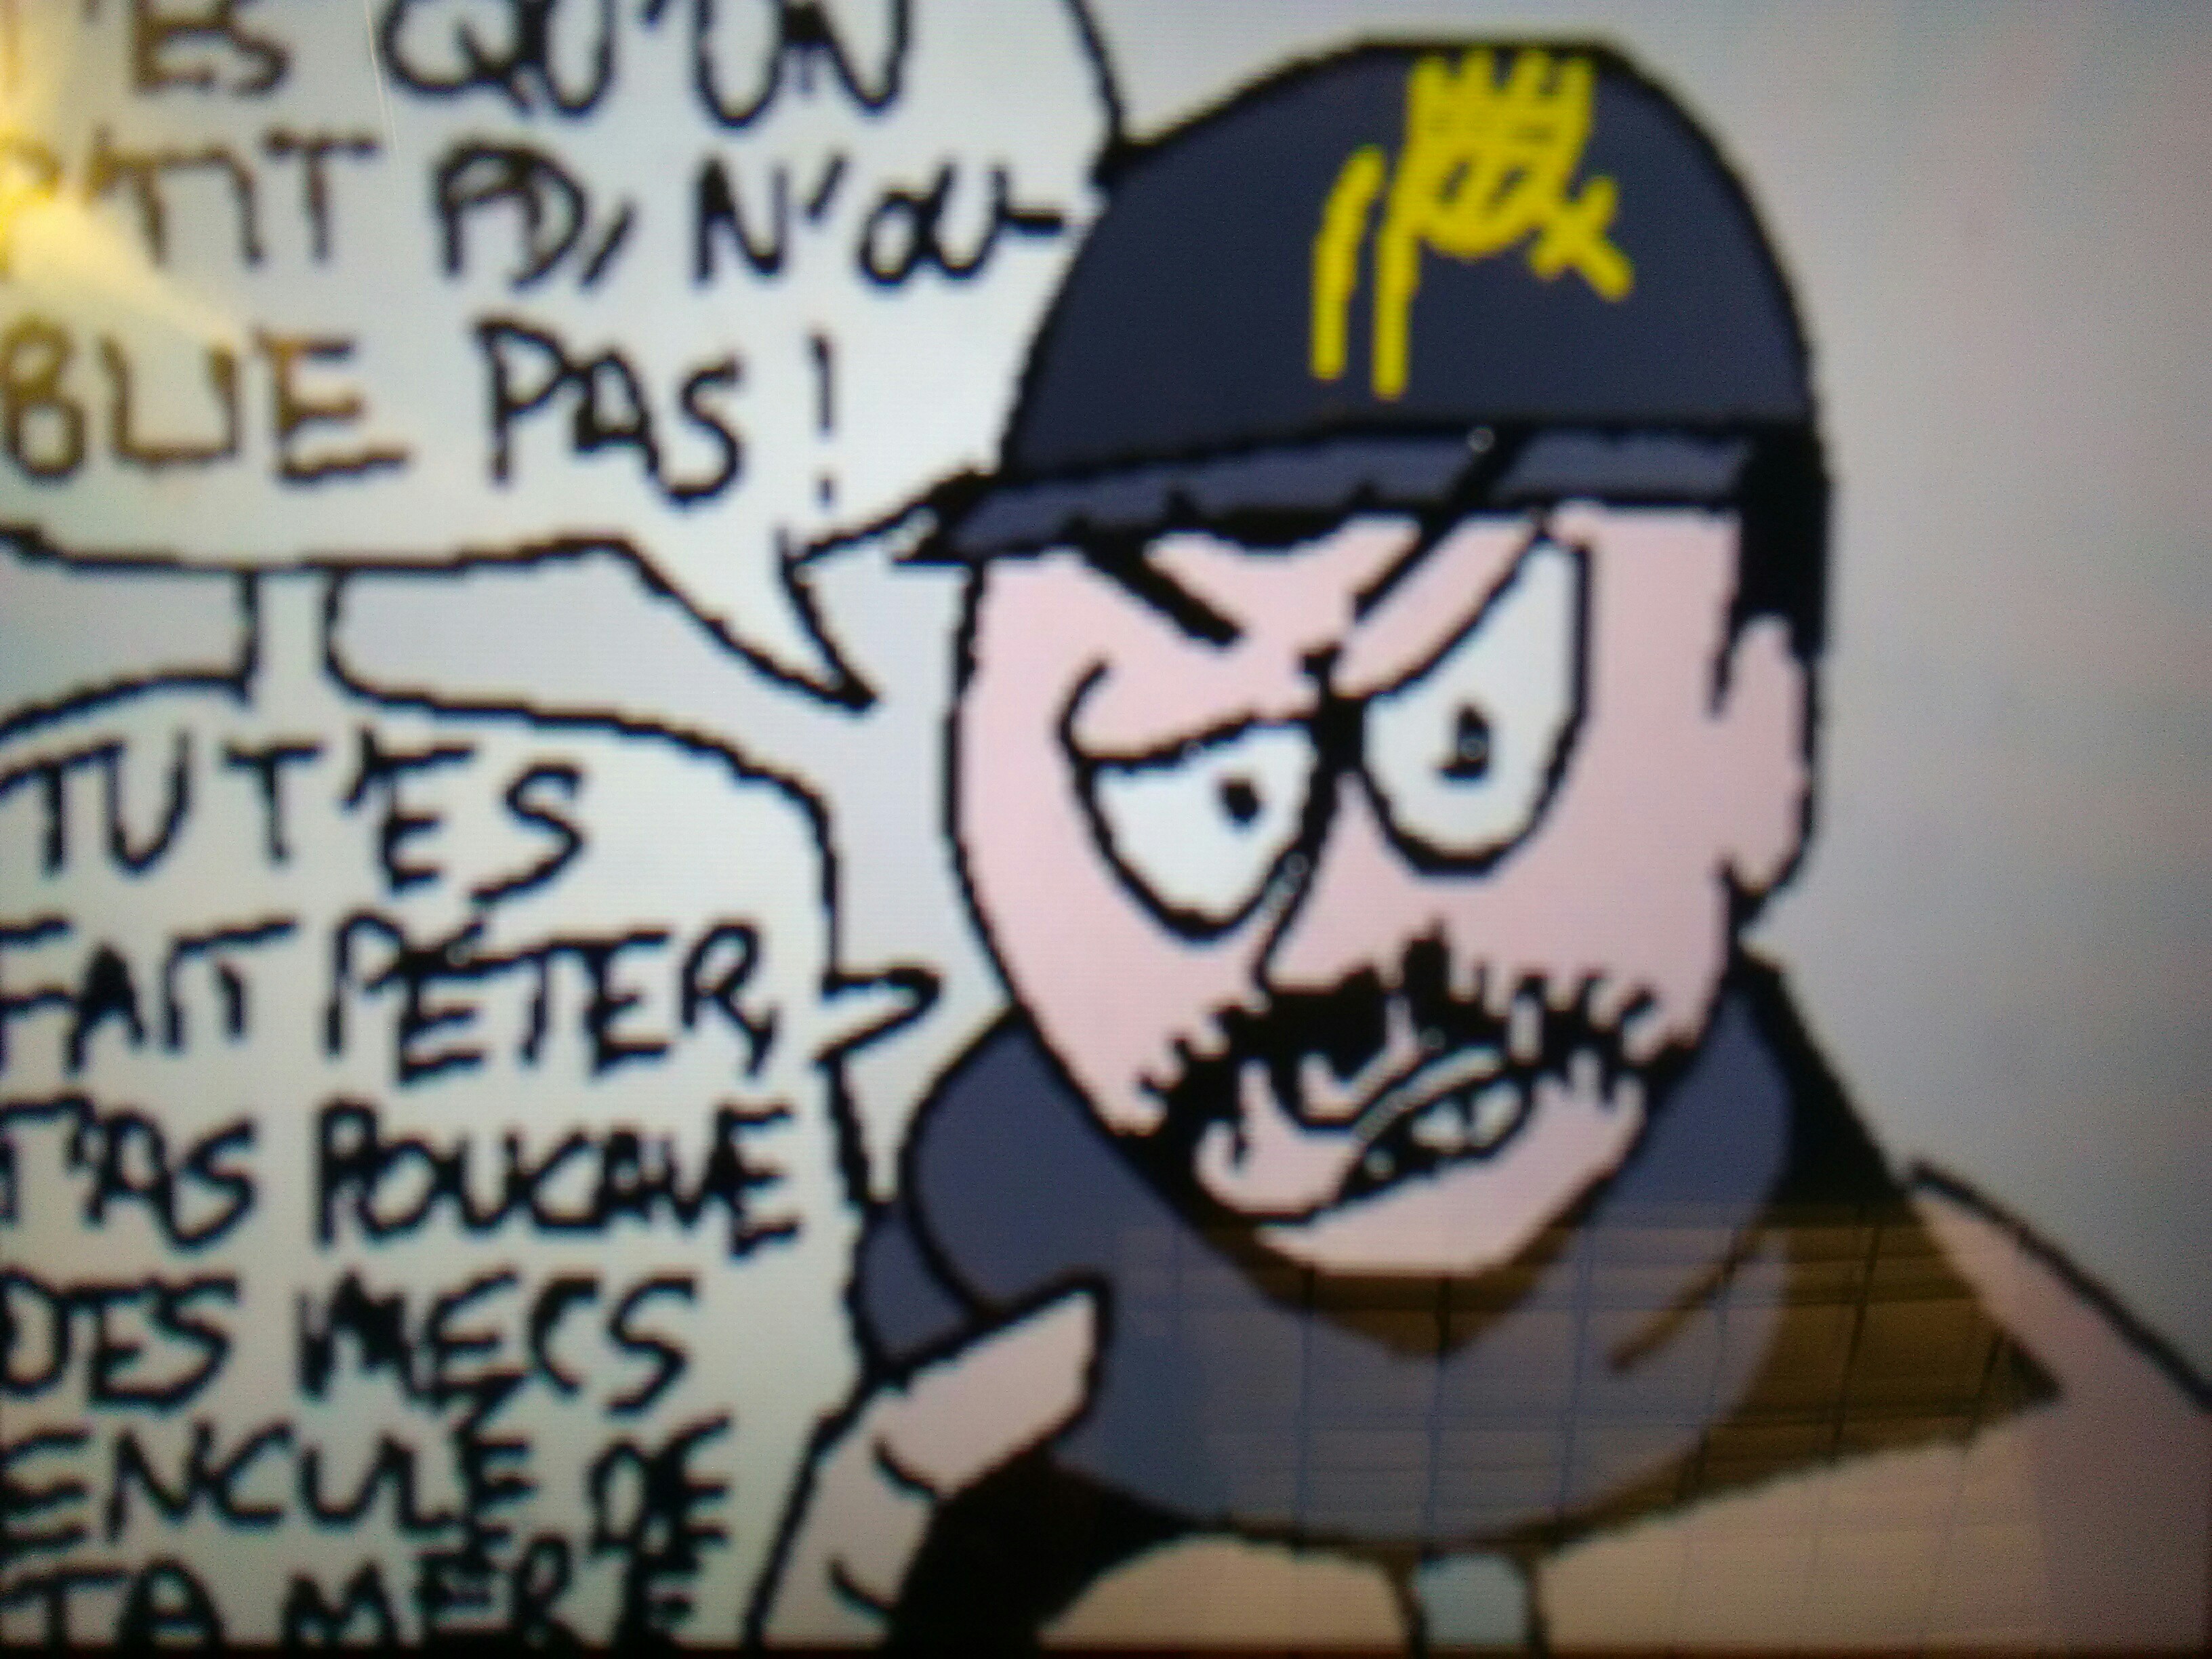 T'ES QU'UN
PTIT PD, N'OU-
BLIE PAS !
TU T'ES
FAIT PÉTER,
T'AS POUCAVE
DES MECS
ENCULÉ DE
TA MÈRE